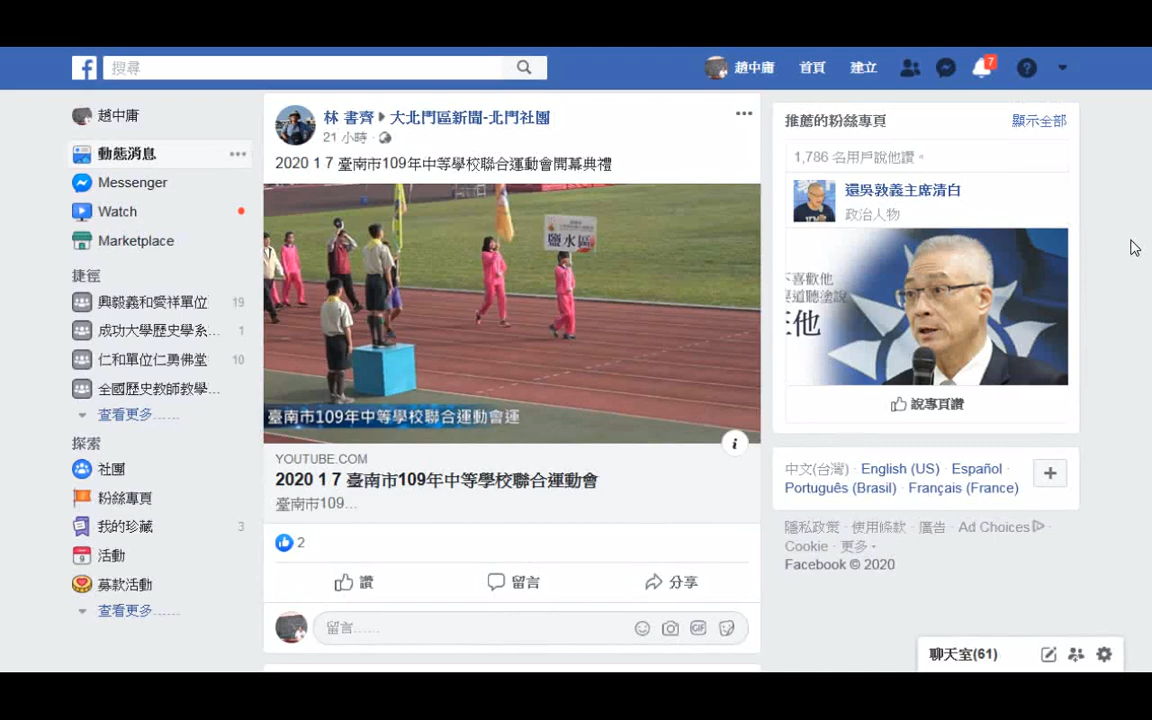 搜尋
趙中庸
首頁
建立
7
趙中庸
動態消息
Messenger
Watch
Marketplace
捷徑
興毅義和愛祥單位 19
成功大學歷史學系... 1
仁和單位仁勇佛堂 10
全國歷史教師教學...
查看更多......
探索
社團
粉絲專頁
我的珍藏 3
活動
募款活動
查看更多......
林書齊 ▸ 大北門區新聞-北門社團
21 小時 ·
2020 1 7 臺南市109年中等學校聯合運動會開幕典禮
鹽水區
臺南市109年中等學校聯合運動會運
YOUTUBE.COM
2020 1 7 臺南市109年中等學校聯合運動會
臺南市109...
2
讚 留言 分享
留言......
GIF
推薦的粉絲專頁 顯示全部
1,786 名用戶說他讚。
還吳敦義主席清白
政治人物
不喜歡他
道聽塗說
他
說專頁讚
中文(台灣) · English (US) · Español ·
Português (Brasil) · Français (France)
隱私政策 · 使用條款 · 廣告 · Ad Choices ·
Cookie · 更多
Facebook © 2020
聊天室(61)